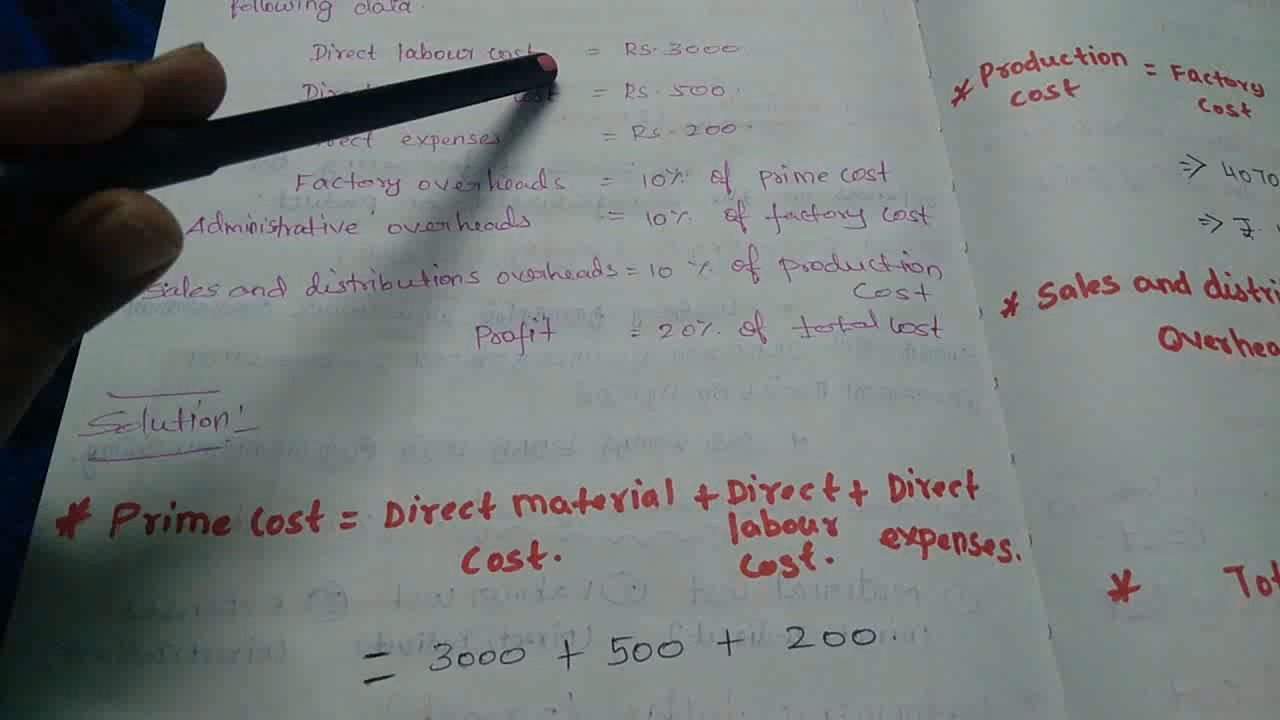 following data.
Direct labour cost = Rs. 3000
cost = Rs. 500.
expenses = Rs. 200.
Factory overheads = 10% of prime cost
Administrative overheads = 10% of factory cost
Sales and distributions overheads = 10 % of production
cost
Profit = 20% of total cost
Solution:-
* Prime cost = Direct material + Direct + Direct
cost. labour expenses.
cost.
= 3000 + 500 + 200.
* Production = Factory
cost cost
=> 4070
=>
* Sales and
Overhea
*